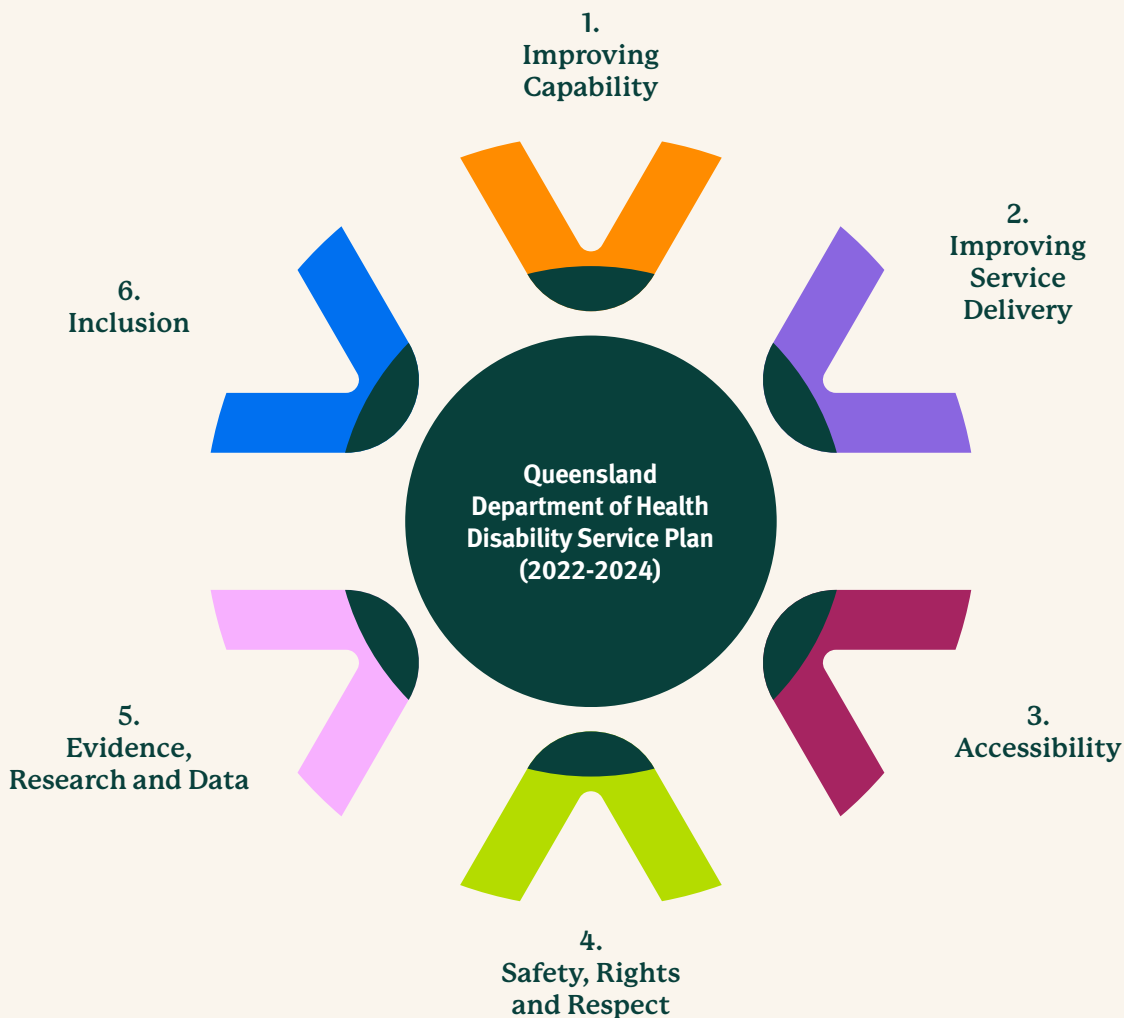 1.
Improving
Capability
2.
Improving
Service
Delivery
6.
Inclusion
Queensland
Department of Health
Disability Service Plan
(2022-2024)
5.
Evidence,
Research and Data
3.
Accessibility
4.
Safety, Rights
and Respect